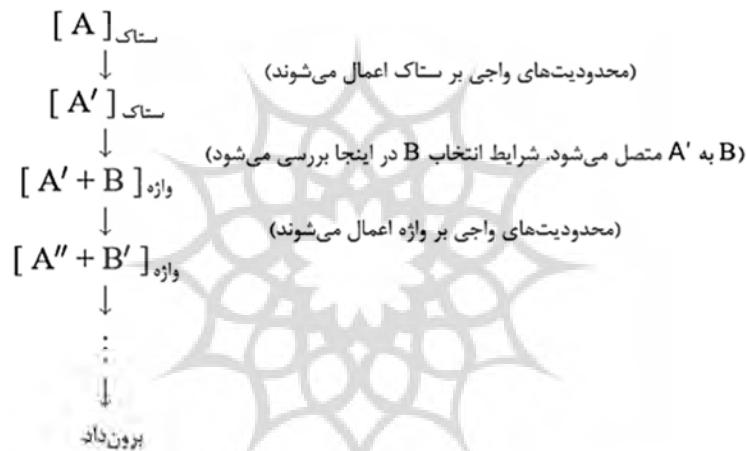 [ A ]ستاک
↓
(محدودیت‌های واجی بر ستاک اعمال می‌شوند)
[ A′ ]ستاک
↓
(B به A′ متصل می‌شود. شرایط انتخاب B در اینجا بررسی می‌شود)
[ A′ + B ]واژه
↓
(محدودیت‌های واجی بر واژه اعمال می‌شوند)
[ A″ + B′ ]واژه
↓
⋮
↓
برون‌داد